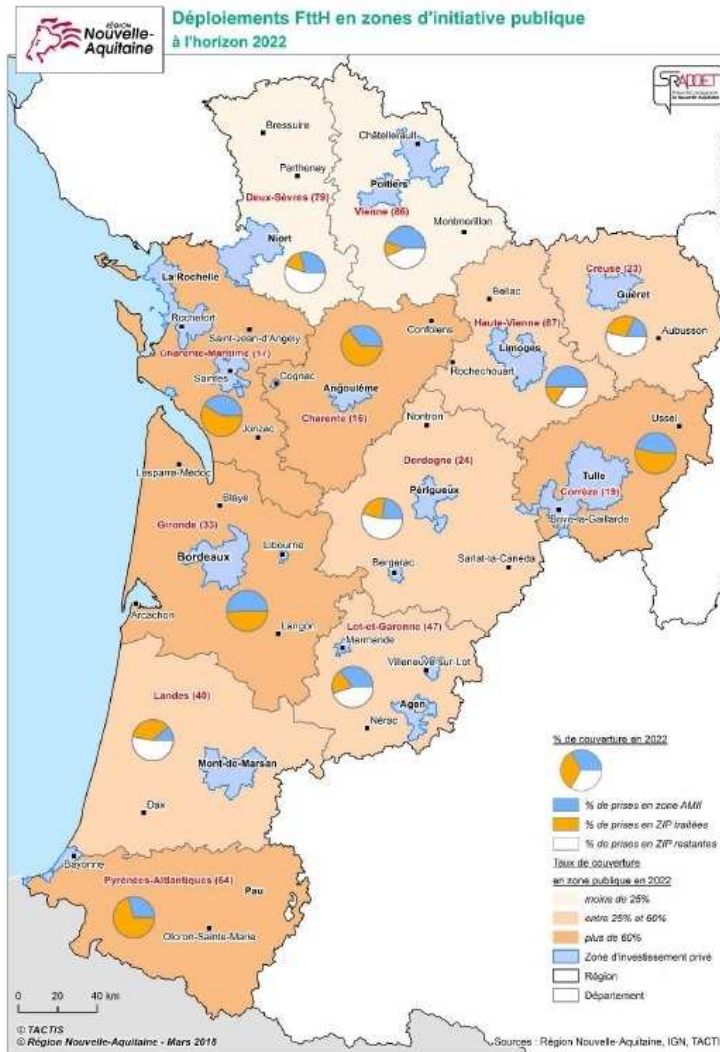 RÉGION
Nouvelle-
Aquitaine
Déploiements FttH en zones d'initiative publique
à l'horizon 2022
SRADDET
Bressuire
Châtellerault
Parthenay
Poitiers
Deux-Sèvres (79)
Vienne (86)
Montmorillon
Niort
La Rochelle
Creuse (23)
Guéret
Bellac
Rochefort
Confolens
Haute-Vienne (87)
Aubusson
Saint-Jean-d'Angély
Limoges
Charente-Maritime (17)
Rochechouart
Saintes
Cognac
Angoulême
Charente (16)
Jonzac
Nontron
Ussel
Lesparre-Médoc
Dordogne (24)
Tulle
Périgueux
Corrèze (19)
Blaye
Brive-la-Gaillarde
Gironde (33)
Libourne
Bordeaux
Bergerac
Sarlat-la-Canéda
Arcachon
Langon
Lot-et-Garonne (47)
Marmande
Villeneuve-sur-Lot
Landes (40)
Agen
Nérac
Mont-de-Marsan
% de couverture en 2022
Dax
% de prises en zone AMII
% de prises en ZIP traitées
% de prises en ZIP restantes
Bayonne
Taux de couverture
en zone publique en 2022
Pyrénées-Altlantiques (64)
Pau
moins de 25%
entre 25% et 60%
Oloron-Sainte-Marie
plus de 60%
Zone d'investissement privé
Région
Département
0 20 40 km
© TACTIS
© Région Nouvelle-Aquitaine - Mars 2018
Sources : Région Nouvelle-Aquitaine, IGN, TACTI